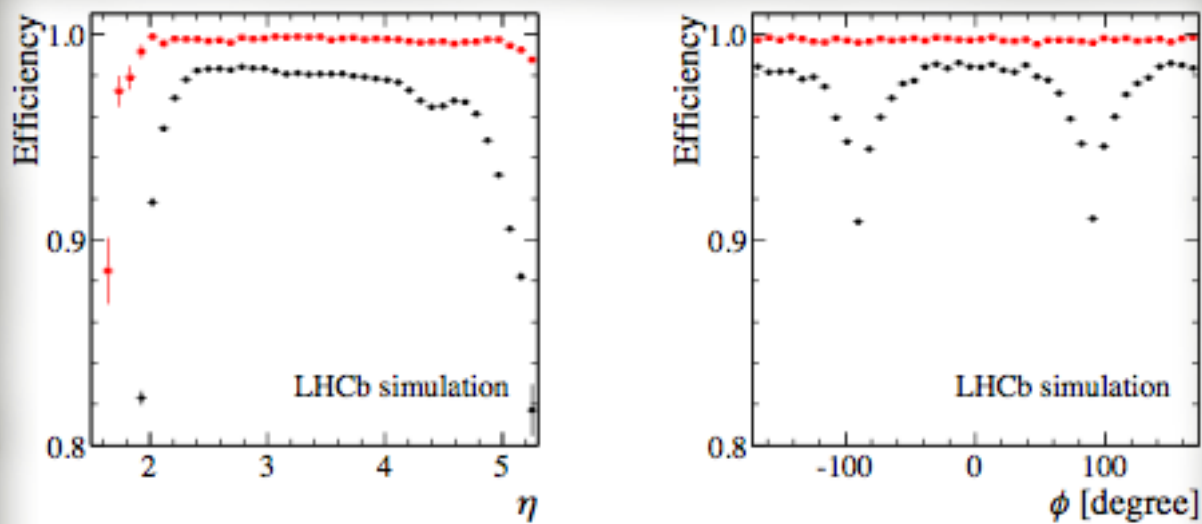 Efficiency
1.0
0.9
0.8
LHCb simulation
2 3 4 5
η
Efficiency
1.0
0.9
0.8
LHCb simulation
-100 0 100
ϕ [degree]